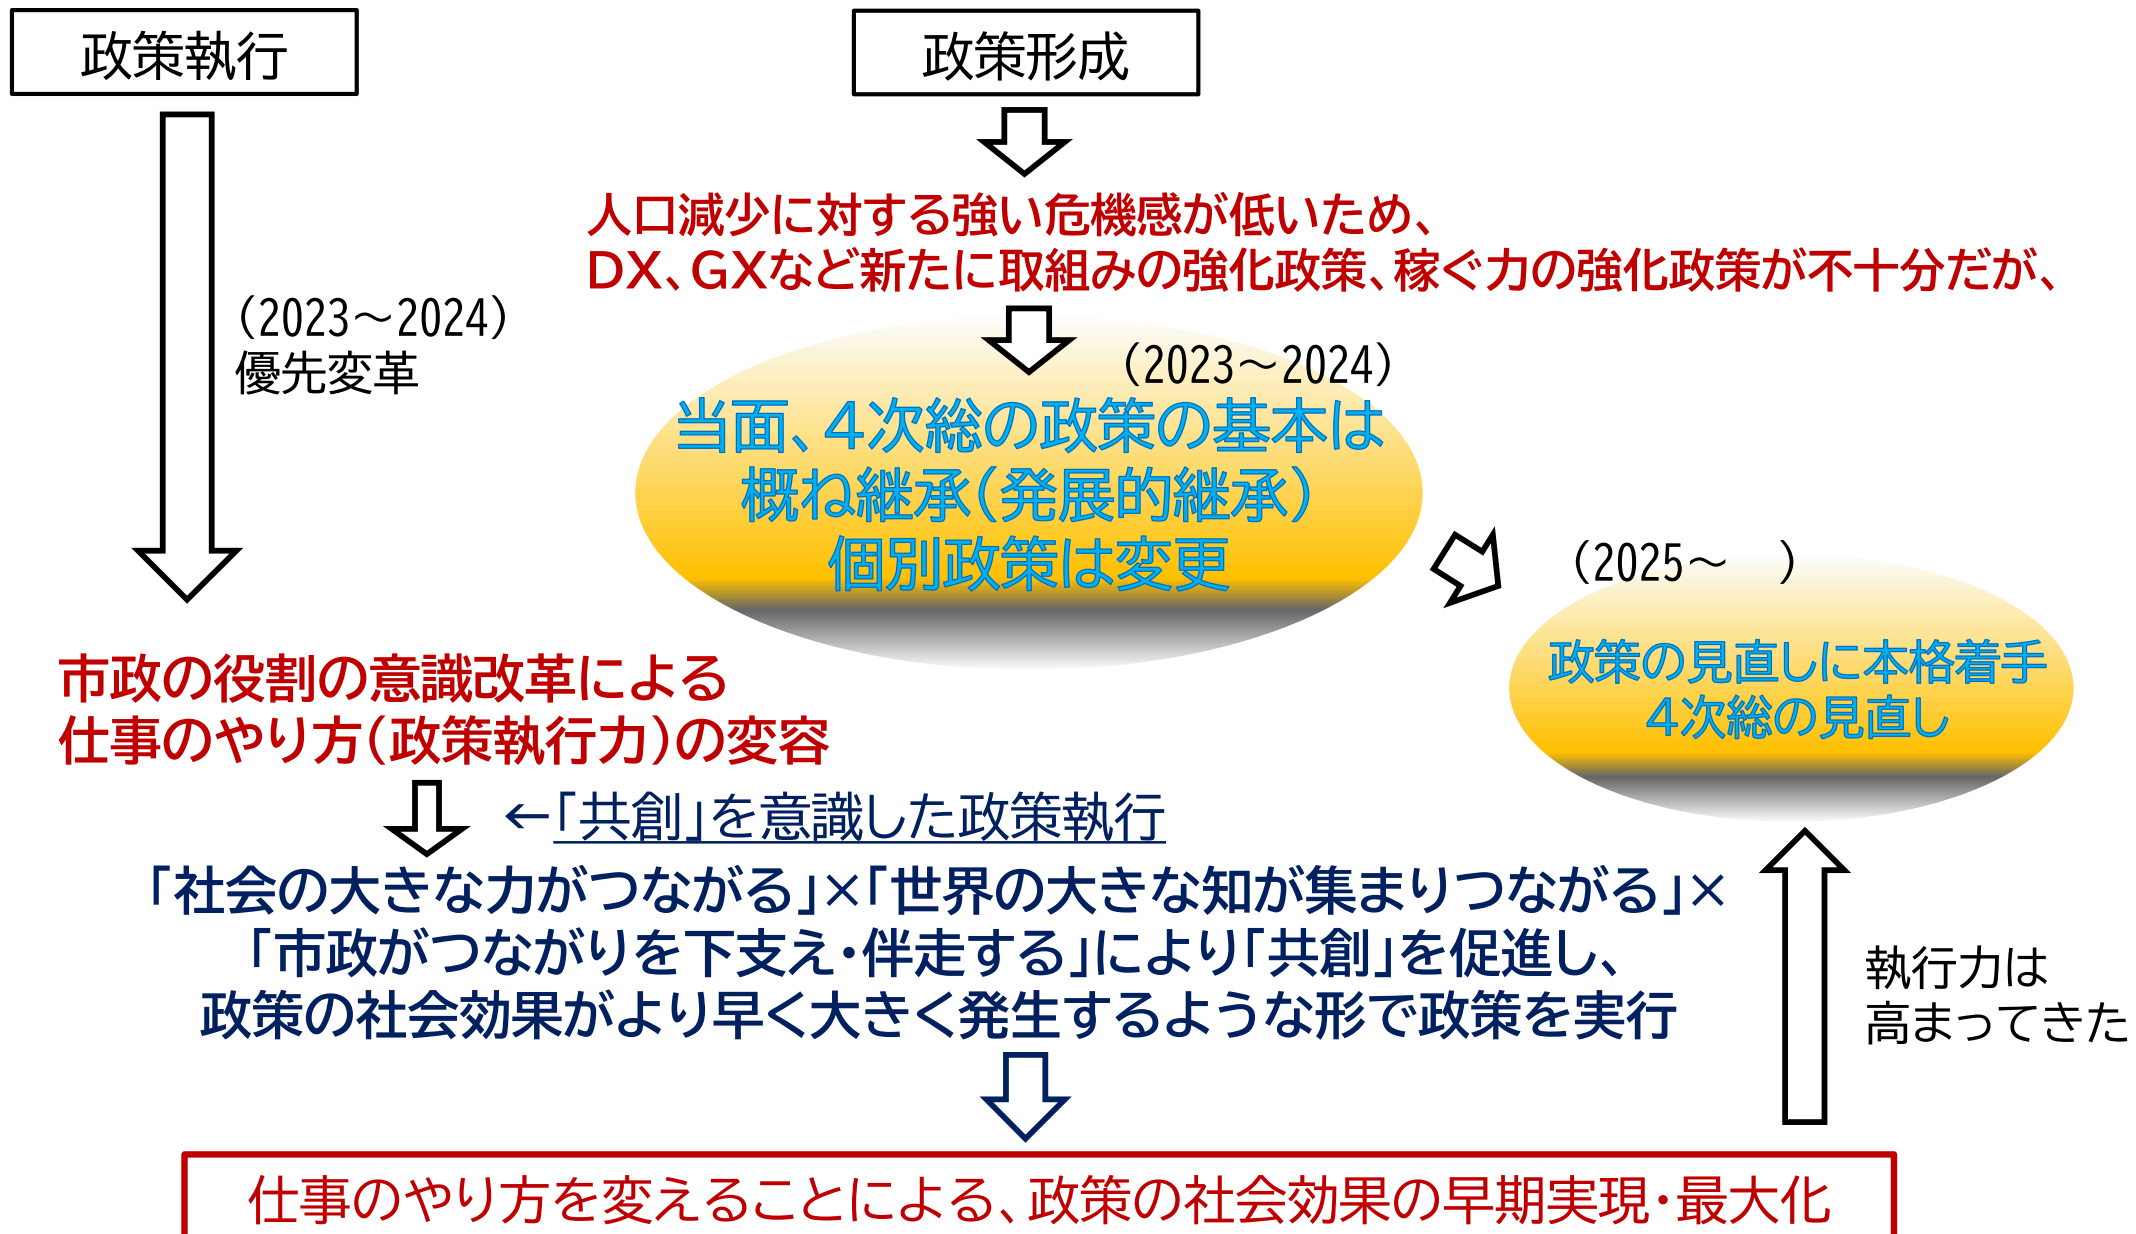 政策執行
政策形成
人口減少に対する強い危機感が低いため、
DX、GXなど新たに取組みの強化政策、稼ぐ力の強化政策が不十分だが、
（2023～2024）
優先変革
（2023～2024）
当面、４次総の政策の基本は
概ね継承（発展的継承）
個別政策は変更
（2025～　）
政策の見直しに本格着手
４次総の見直し
市政の役割の意識改革による
仕事のやり方（政策執行力）の変容
←「共創」を意識した政策執行
「社会の大きな力がつながる」×「世界の大きな知が集まりつながる」×
「市政がつながりを下支え・伴走する」により「共創」を促進し、
政策の社会効果がより早く大きく発生するような形で政策を実行
執行力は
高まってきた
仕事のやり方を変えることによる、政策の社会効果の早期実現・最大化